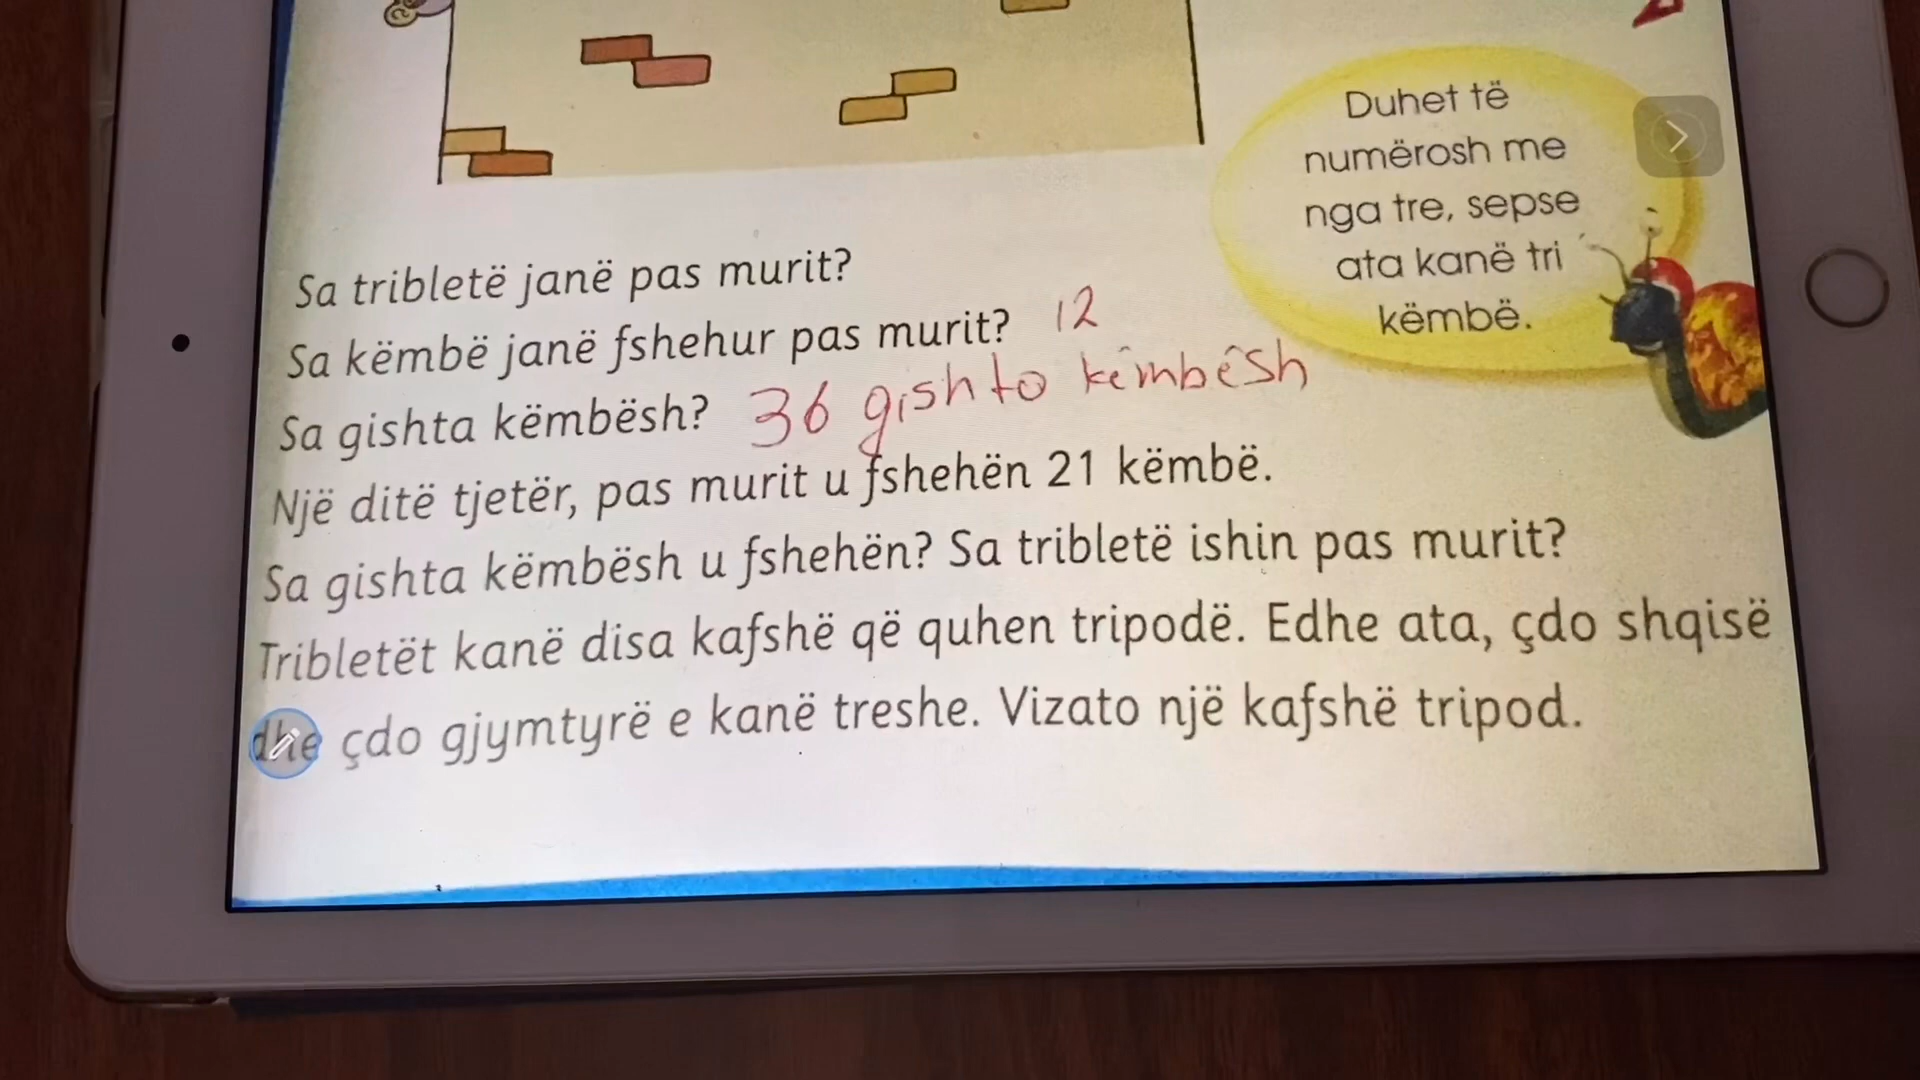 Duhet të
numërosh me
nga tre, sepse
ata kanë tri
këmbë.
Sa tribletë janë pas murit?
Sa këmbë janë fshehur pas murit? 12
Sa gishta këmbësh? 36 gishto këmbësh
Një ditë tjetër, pas murit u fshehën 21 këmbë.
Sa gishta këmbësh u fshehën? Sa tribletë ishin pas murit?
Tribletët kanë disa kafshë që quhen tripodë. Edhe ata, çdo shqisë
dhe çdo gjymtyrë e kanë treshe. Vizato një kafshë tripod.